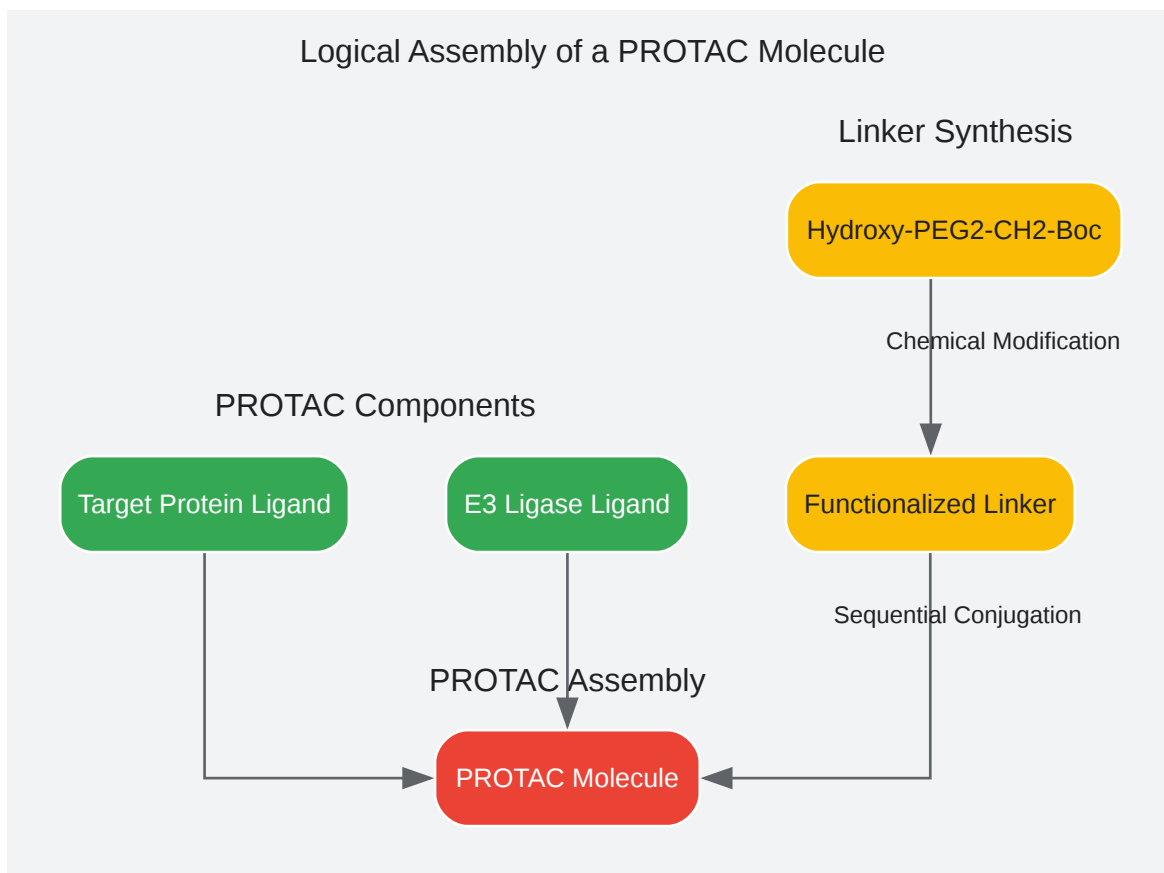 Logical Assembly of a PROTAC Molecule
Linker Synthesis
Hydroxy-PEG2-CH2-Boc
Chemical Modification
PROTAC Components
Target Protein Ligand
E3 Ligase Ligand
Functionalized Linker
Sequential Conjugation
PROTAC Assembly
PROTAC Molecule